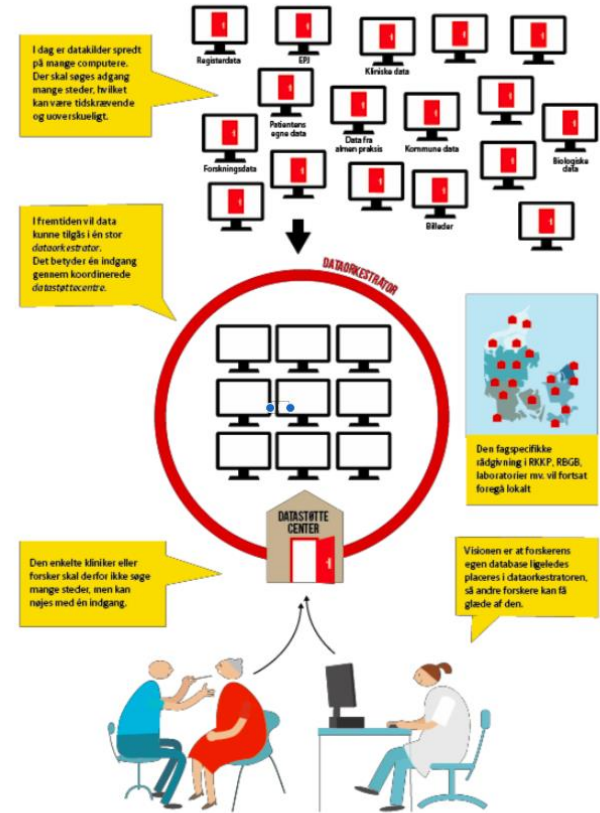 I dag er datakilder spredt
på mange computere.
Der skal søges adgang
mange steder, hvilket
kan være tidskrævende
og uoverskueligt.
Registerdata
EPJ
Kliniske data
Patientens
egne data
Data fra
almen praksis
Kommune data
Biologiske
data
Forskningsdata
Billeder
I fremtiden vil data
kunne tilgås i én stor
dataorkestrator.
Det betyder én indgang
gennem koordinerede
datastøttecentre.
DATAORKESTRATOR
Den fagspecifikke
rådgivning i RKKP, RBGB,
laboratorier mv. vil fortsat
foregå lokalt
DATASTØTTE
CENTER
Den enkelte kliniker eller
forsker skal derfor ikke søge
mange steder, men kan
nøjes med én indgang.
Visionen er at forskerens
egen database ligeledes
placeres i dataorkestratoren,
så andre forskere kan få
glæde af den.